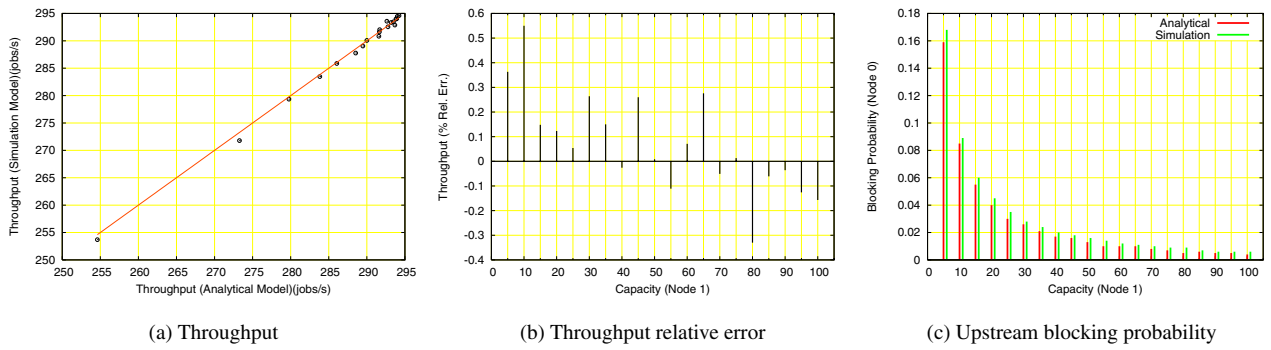 295
290
285
280
275
270
265
260
255
250
250 255 260 265 270 275 280 285 290 295
Throughput (Simulation Model)(jobs/s)
Throughput (Analytical Model)(jobs/s)
(a) Throughput
0.6
0.5
0.4
0.3
0.2
0.1
0
-0.1
-0.2
-0.3
-0.4
0 10 20 30 40 50 60 70 80 90 100
Throughput (% Rel. Err.)
Capacity (Node 1)
(b) Throughput relative error
0.18
0.16
0.14
0.12
0.1
0.08
0.06
0.04
0.02
0
0 10 20 30 40 50 60 70 80 90 100
Blocking Probability (Node 0)
Capacity (Node 1)
Analytical
Simulation
(c) Upstream blocking probability